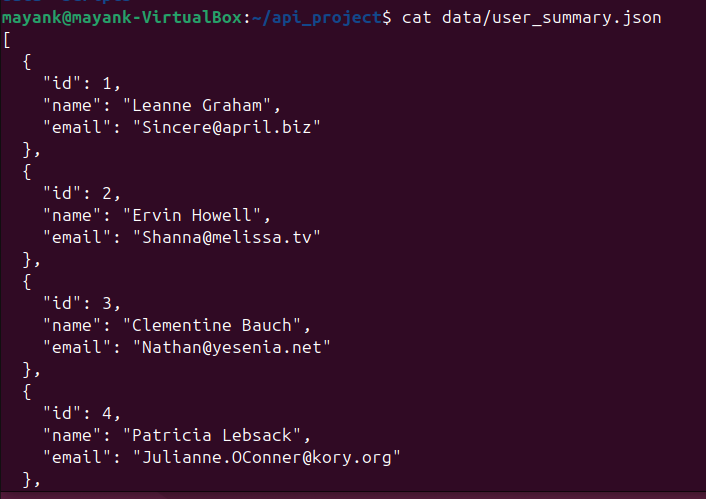 mayank@mayank-VirtualBox:~/api_project$ cat data/user_summary.json
[
  {
    "id": 1,
    "name": "Leanne Graham",
    "email": "Sincere@april.biz"
  },
  {
    "id": 2,
    "name": "Ervin Howell",
    "email": "Shanna@melissa.tv"
  },
  {
    "id": 3,
    "name": "Clementine Bauch",
    "email": "Nathan@yesenia.net"
  },
  {
    "id": 4,
    "name": "Patricia Lebsack",
    "email": "Julianne.OConner@kory.org"
  },